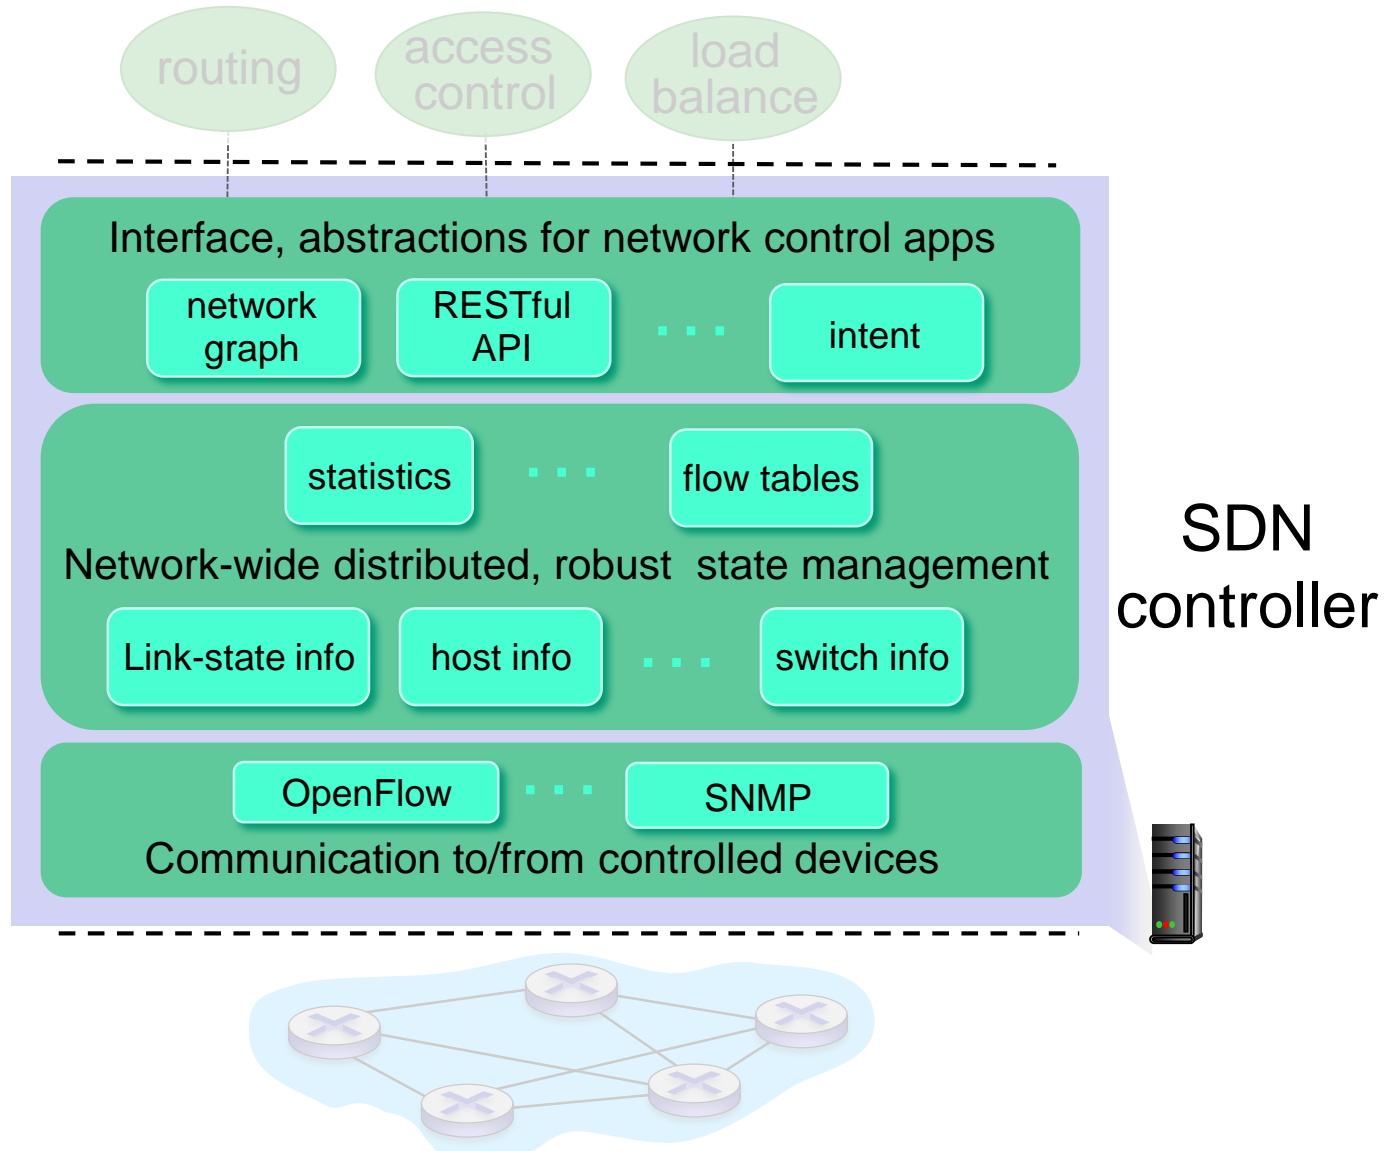 routing
access
control
load
balance
Interface, abstractions for network control apps
network
graph
RESTful
API
intent
statistics
flow tables
Network-wide distributed, robust  state management
Link-state info
host info
switch info
SDN
controller
OpenFlow
SNMP
Communication to/from controlled devices